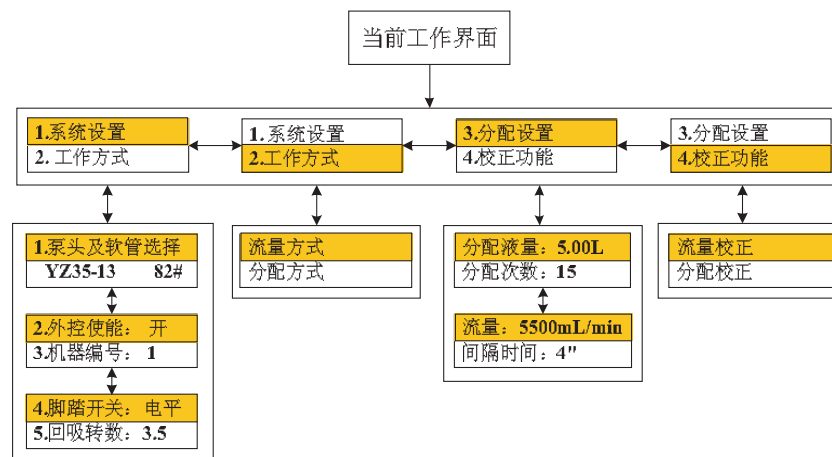 当前工作界面
1.系统设置
2. 工作方式
1. 系统设置
2.工作方式
3.分配设置
4.校正功能
3.分配设置
4.校正功能
1.泵头及软管选择
YZ35-13 82#
2.外控使能：开
3.机器编号：1
4.脚踏开关：电平
5.回吸转数：3.5
流量方式
分配方式
分配液量：5.00L
分配次数：15
流量：5500mL/min
间隔时间：4"
流量校正
分配校正